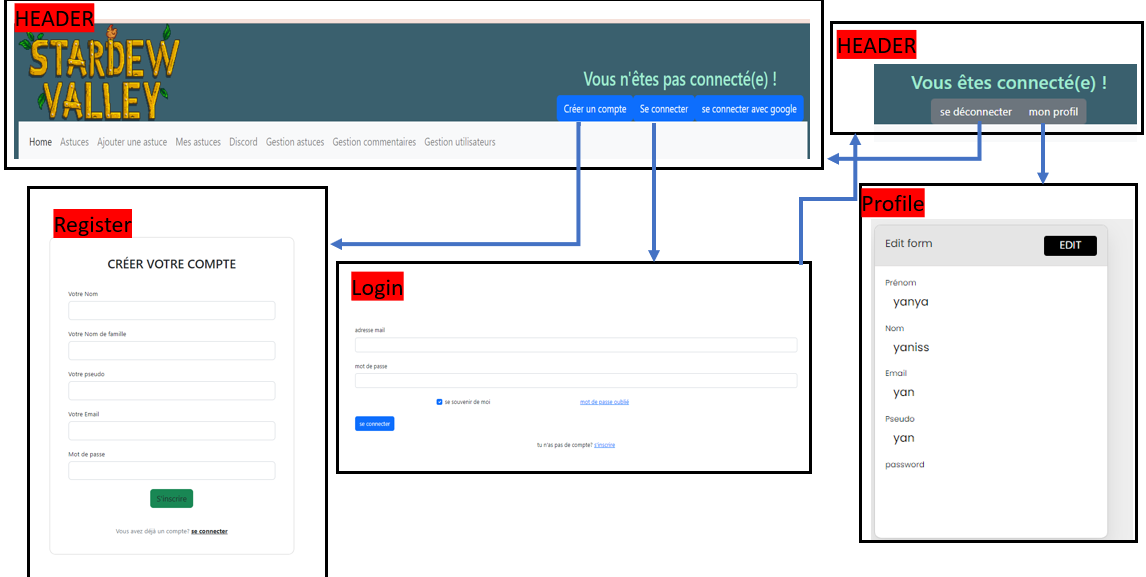 HEADER
STARDEW
VALLEY
Vous n'êtes pas connecté(e) !
Créer un compte Se connecter se connecter avec google
Home Astuces Ajouter une astuce Mes astuces Discord Gestion astuces Gestion commentaires Gestion utilisateurs
HEADER
Vous êtes connecté(e) !
se déconnecter mon profil
Register
CRÉER VOTRE COMPTE
Votre Nom
Votre Nom de famille
Votre pseudo
Votre Email
Mot de passe
S'inscrire
Vous avez déjà un compte? se connecter
Login
adresse mail
mot de passe
se souvenir de moi mot de passe oublié
se connecter
tu n'as pas de compte? s'inscrire
Profile
Edit form EDIT
Prénom
yanya
Nom
yaniss
Email
yan
Pseudo
yan
password